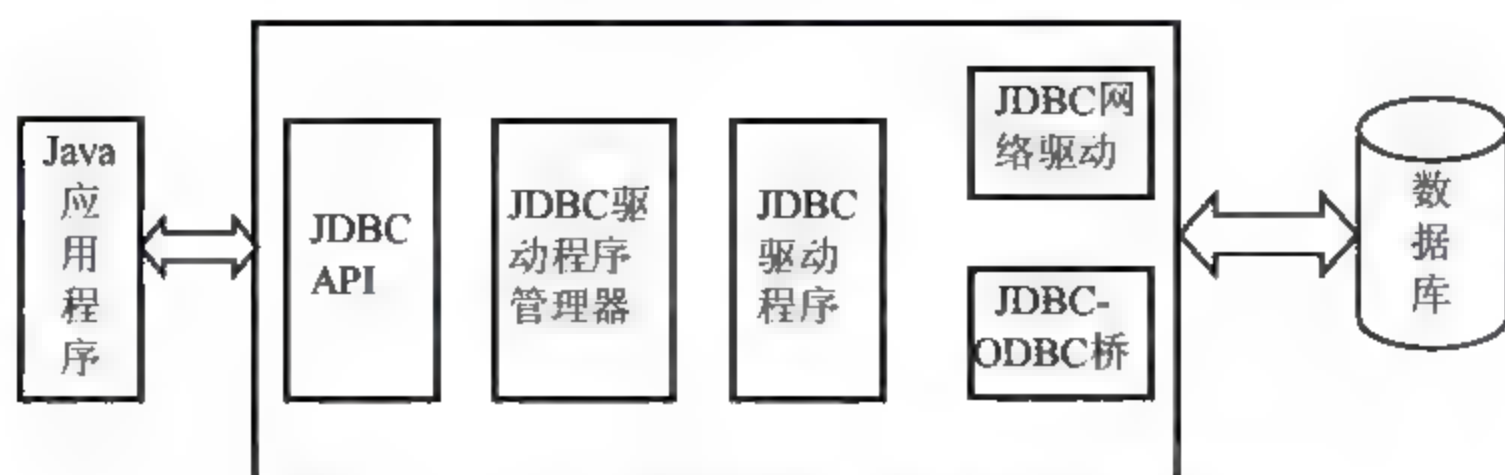 Java
应
用
程
序
JDBC
API
JDBC驱
动程序
管理器
JDBC
驱动
程序
JDBC网
络驱动
JDBC-
ODBC桥
数
据
库